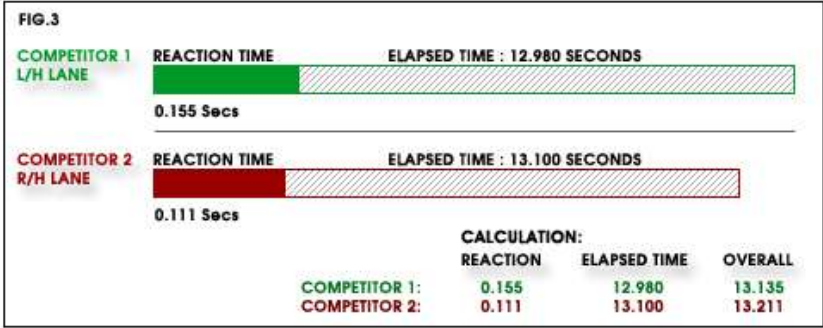 FIG.3
COMPETITOR 1 REACTION TIME ELAPSED TIME : 12.980 SECONDS
L/H LANE
0.155 Secs
COMPETITOR 2 REACTION TIME ELAPSED TIME : 13.100 SECONDS
R/H LANE
0.111 Secs
CALCULATION:
REACTION ELAPSED TIME OVERALL
COMPETITOR 1: 0.155 12.980 13.135
COMPETITOR 2: 0.111 13.100 13.211